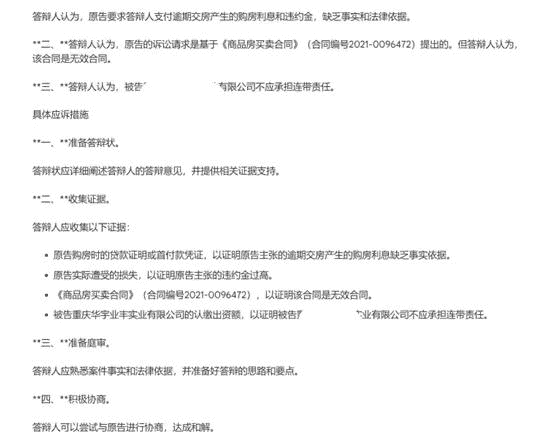 答辩人认为，原告要求答辩人支付逾期交房产生的购房利息和违约金，缺乏事实和法律依据。
**二、**答辩人认为，原告的诉讼请求是基于《商品房买卖合同》（合同编号2021-0096472）提出的。但答辩人认为，
该合同是无效合同。
**三、**答辩人认为，被告 有限公司不应承担连带责任。
具体应诉措施
**一、**准备答辩状。
答辩状应详细阐述答辩人的答辩意见，并提供相关证据支持。
**二、**收集证据。
答辩人应收集以下证据：
• 原告购房时的贷款证明或首付款凭证，以证明原告主张的逾期交房产生的购房利息缺乏事实依据。
• 原告实际遭受的损失，以证明原告主张的违约金过高。
• 《商品房买卖合同》（合同编号2021-0096472），以证明该合同是无效合同。
• 被告重庆华宇业丰实业有限公司的认缴出资额，以证明被告 业有限公司不应承担连带责任。
**三、**准备庭审。
答辩人应熟悉案件事实和法律依据，并准备好答辩的思路和要点。
**四、**积极协商。
答辩人可以尝试与原告进行协商，达成和解。